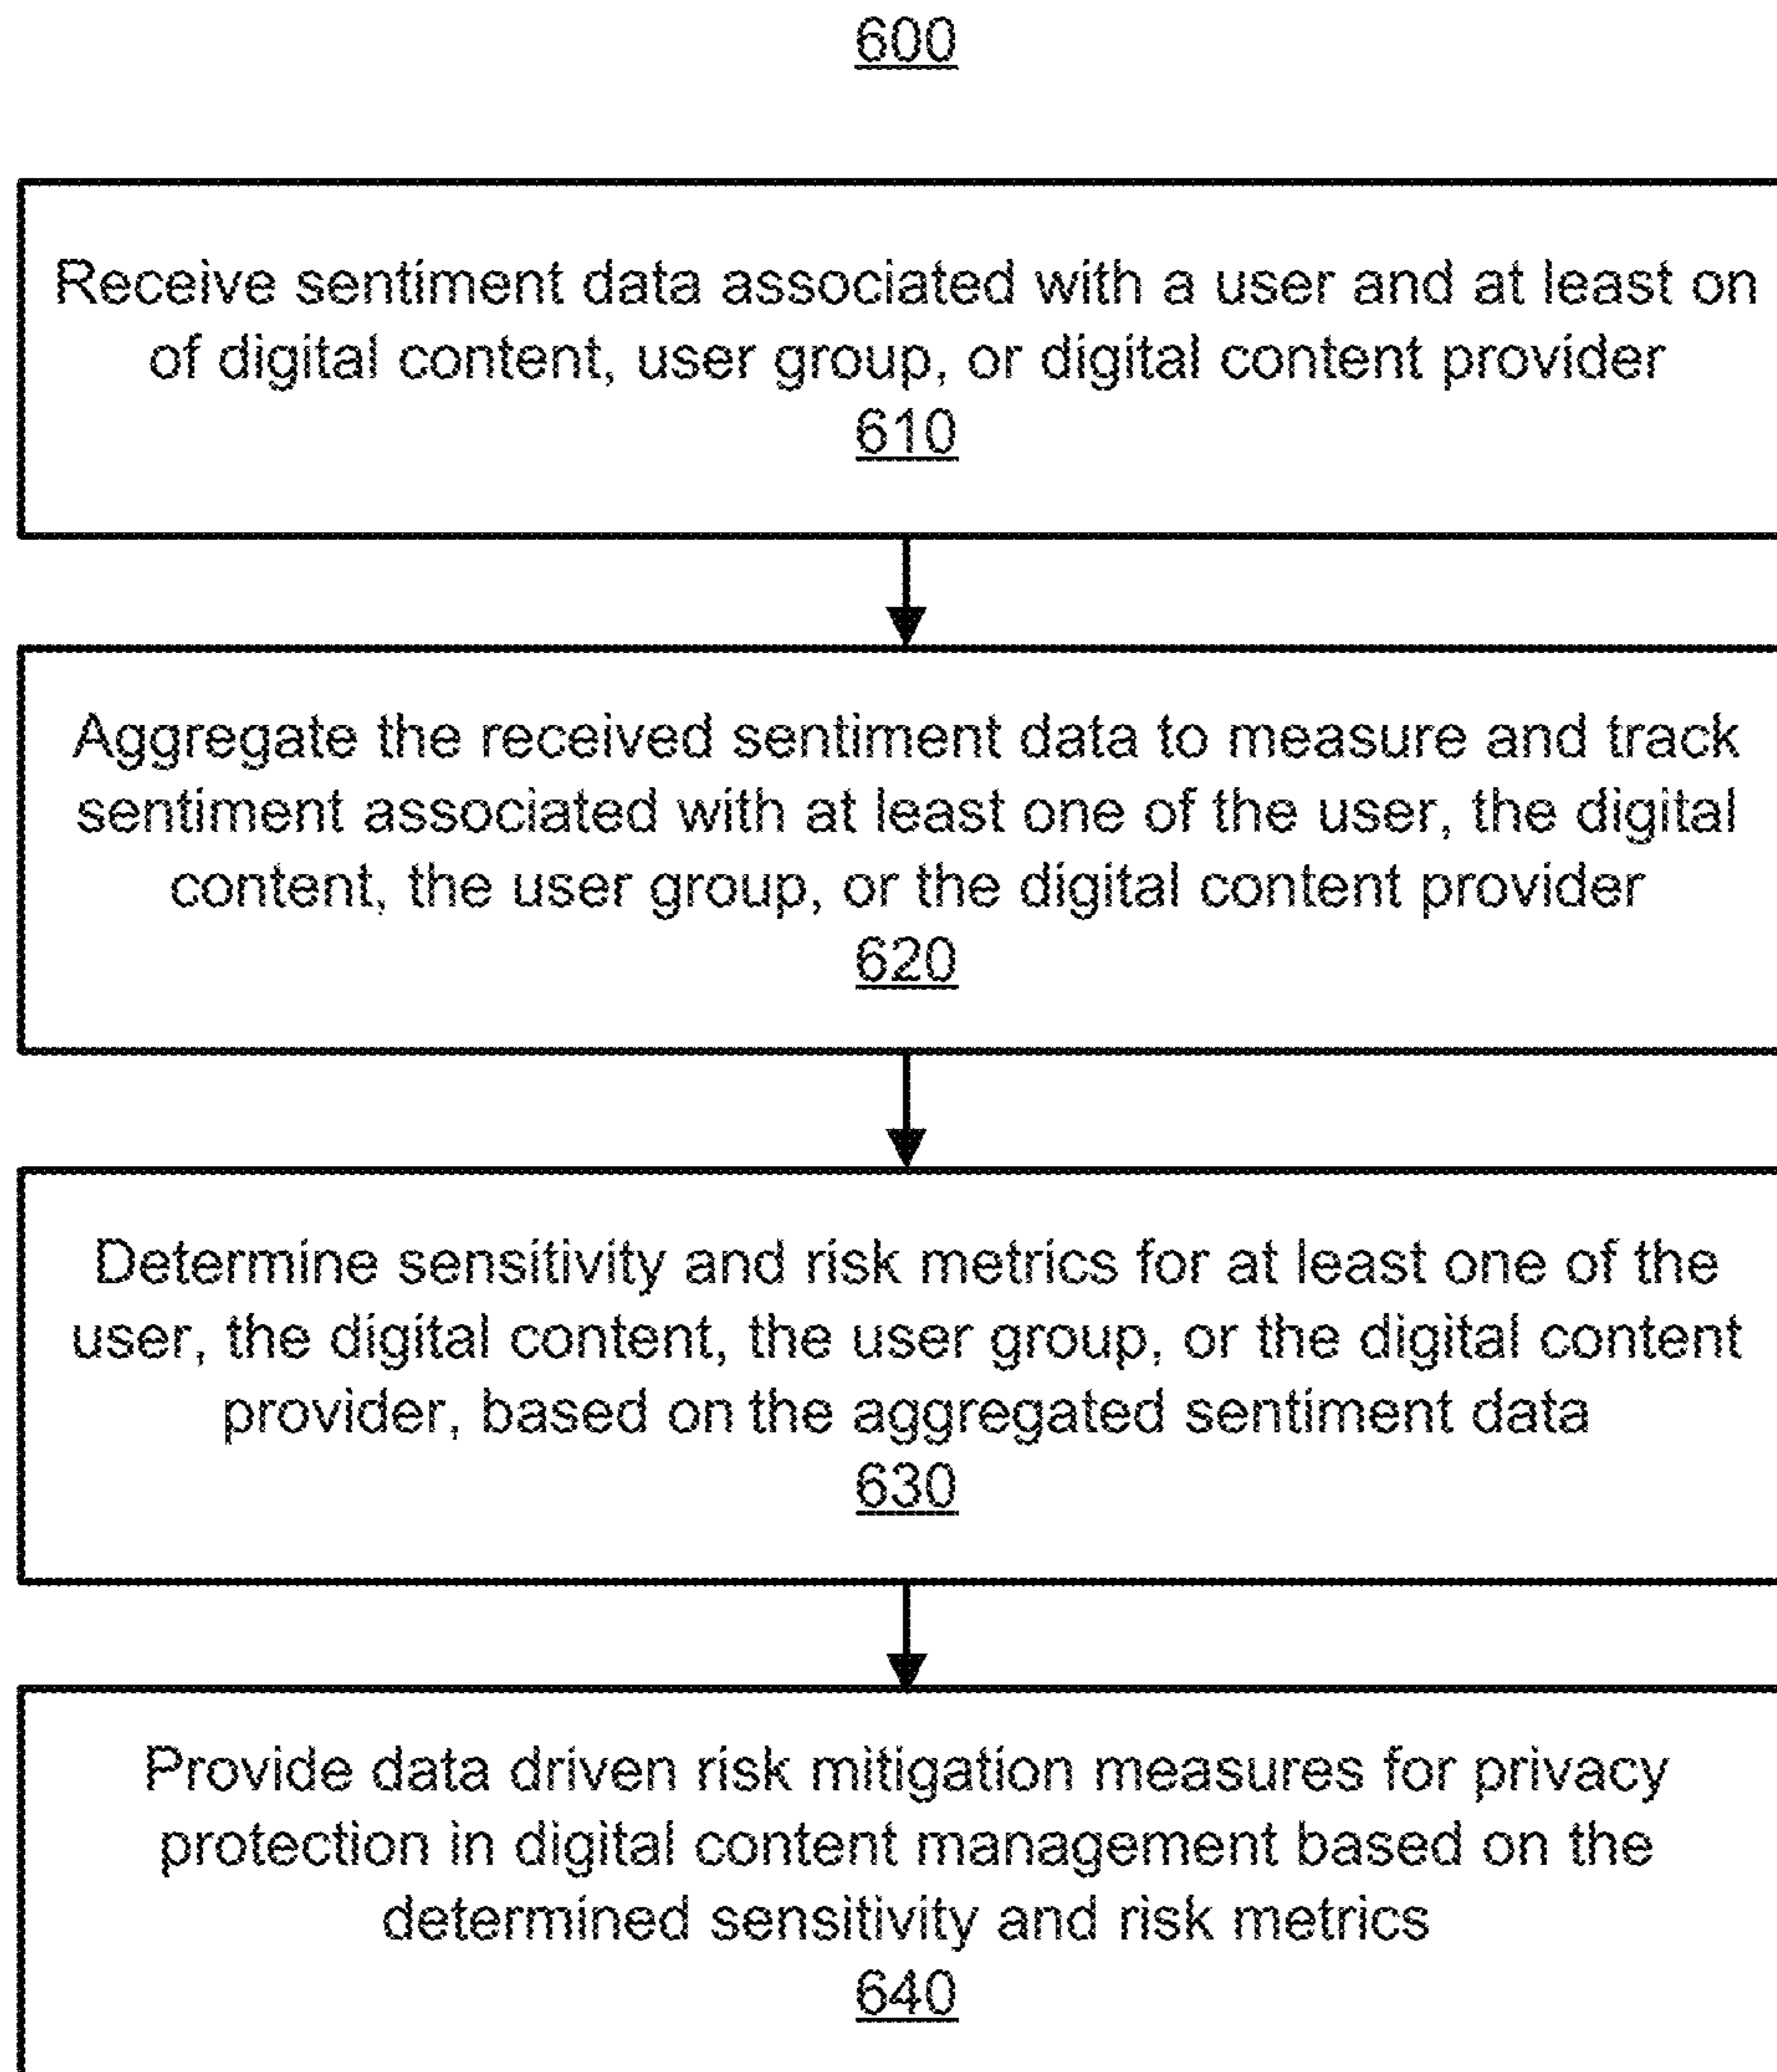 600
Receive sentiment data associated with a user and at least on
of digital content, user group, or digital content provider
610
Aggregate the received sentiment data to measure and track
sentiment associated with at least one of the user, the digital
content, the user group, or the digital content provider
620
Determine sensitivity and risk metrics for at least one of the
user, the digital content, the user group, or the digital content
provider, based on the aggregated sentiment data
630
Provide data driven risk mitigation measures for privacy
protection in digital content management based on the
determined sensitivity and risk metrics
640